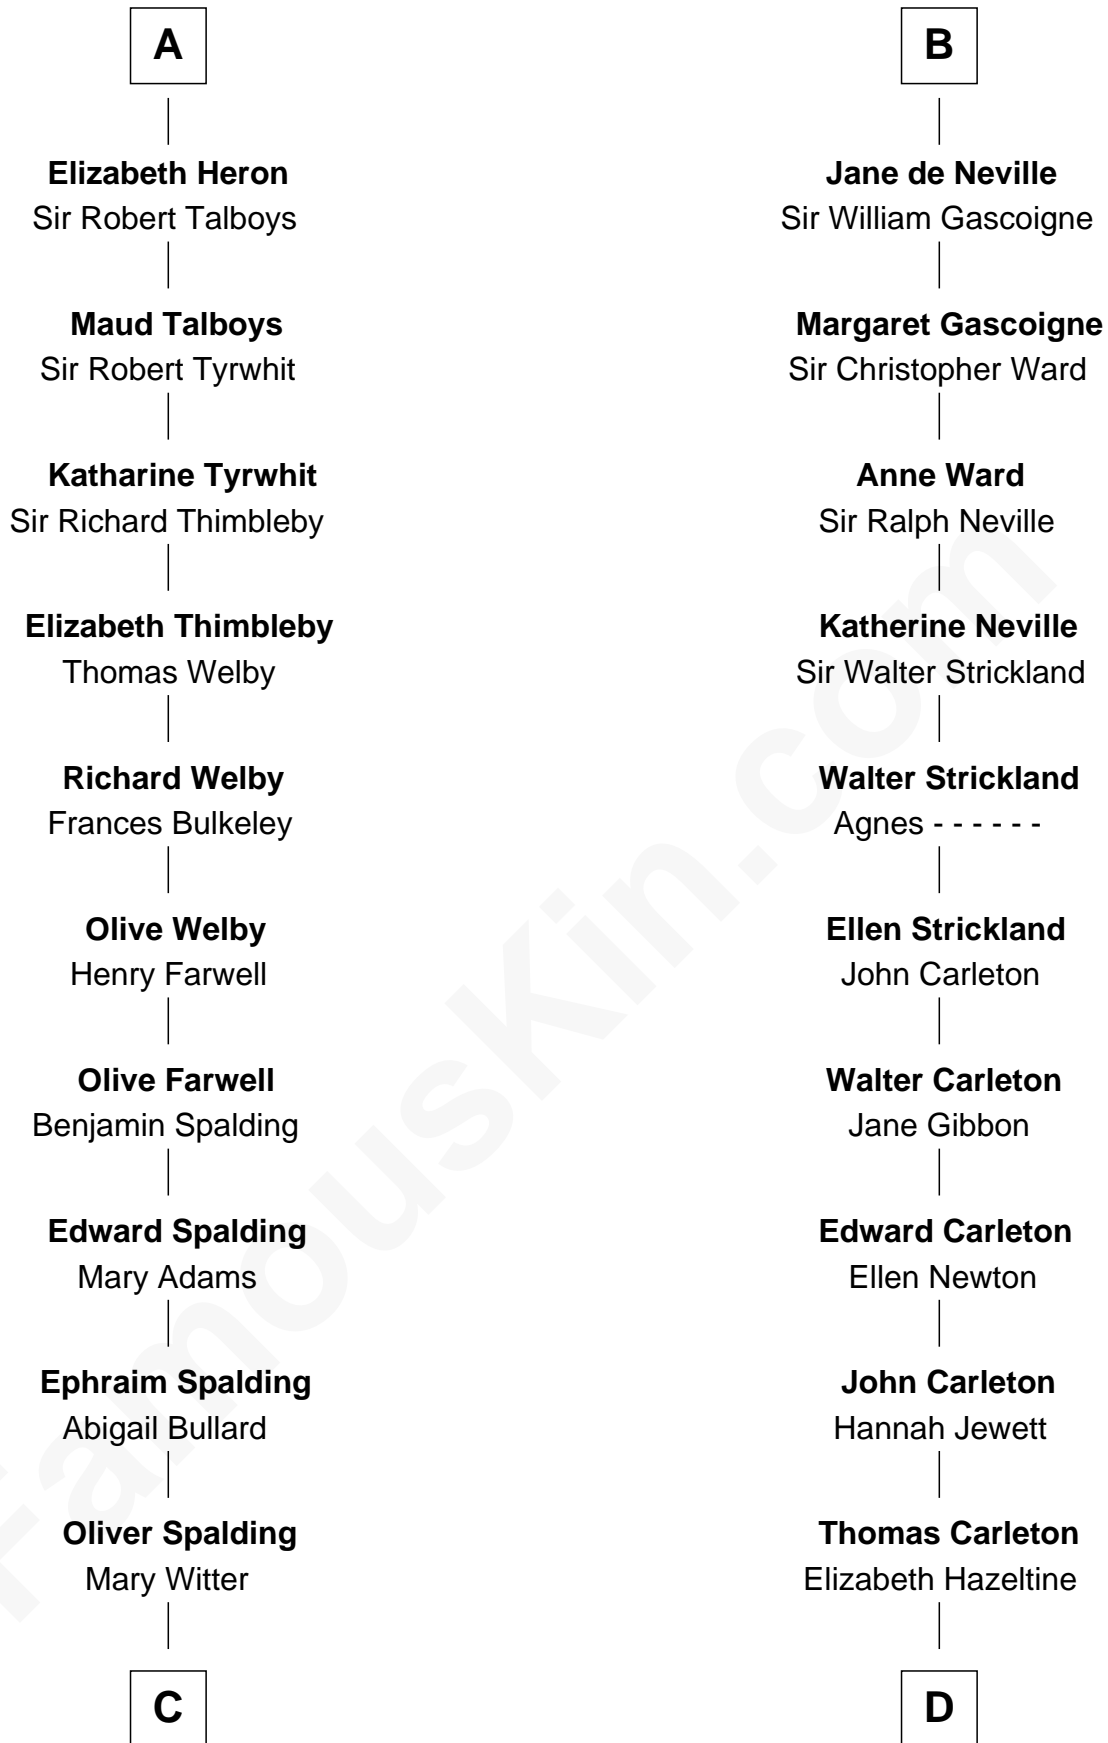 A
Elizabeth Heron
Sir Robert Talboys
Maud Talboys
Sir Robert Tyrwhit
Katharine Tyrwhit
Sir Richard Thimbleby
Elizabeth Thimbleby
Thomas Welby
Richard Welby
Frances Bulkeley
Olive Welby
Henry Farwell
Olive Farwell
Benjamin Spalding
Edward Spalding
Mary Adams
Ephraim Spalding
Abigail Bullard
Oliver Spalding
Mary Witter
C
B
Jane de Neville
Sir William Gascoigne
Margaret Gascoigne
Sir Christopher Ward
Anne Ward
Sir Ralph Neville
Katherine Neville
Sir Walter Strickland
Walter Strickland
Agnes - - - - - -
Ellen Strickland
John Carleton
Walter Carleton
Jane Gibbon
Edward Carleton
Ellen Newton
John Carleton
Hannah Jewett
Thomas Carleton
Elizabeth Hazeltine
D
FamousKin.com